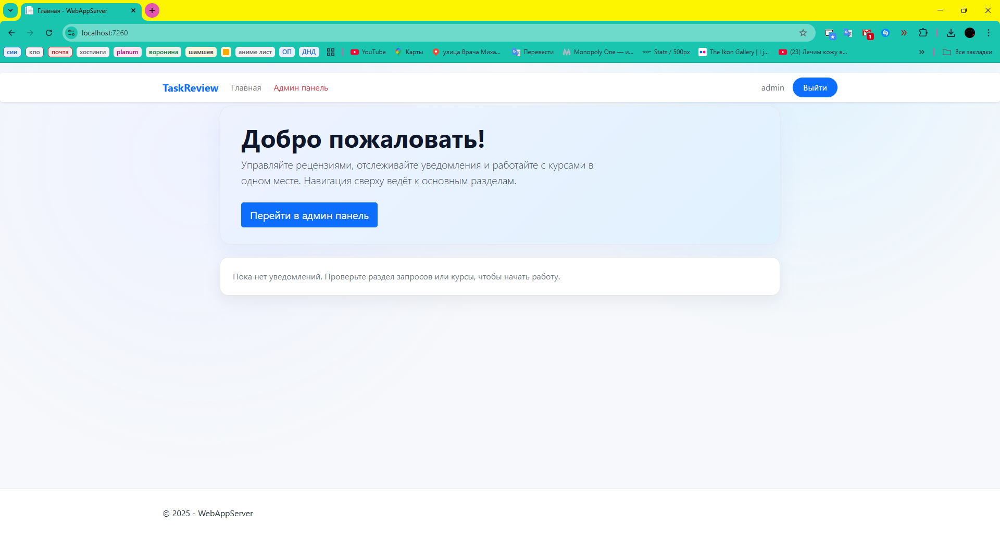 Главная - WebAppServer
localhost:7260
1
сии
кпо
почта
хостинги
planum
воронина
шамшев
аниме лист
ОП
ДНД
YouTube
Карты
улица Врача Миха...
Перевести
Monopoly One — и...
Stats / 500px
The Ikon Gallery | I j...
(23) Лечим кожу в...
Все закладки
TaskReview
Главная
Админ панель
admin
Выйти
Добро пожаловать!
Управляйте рецензиями, отслеживайте уведомления и работайте с курсами в
одном месте. Навигация сверху ведёт к основным разделам.
Перейти в админ панель
Пока нет уведомлений. Проверьте раздел запросов или курсы, чтобы начать работу.
© 2025 - WebAppServer